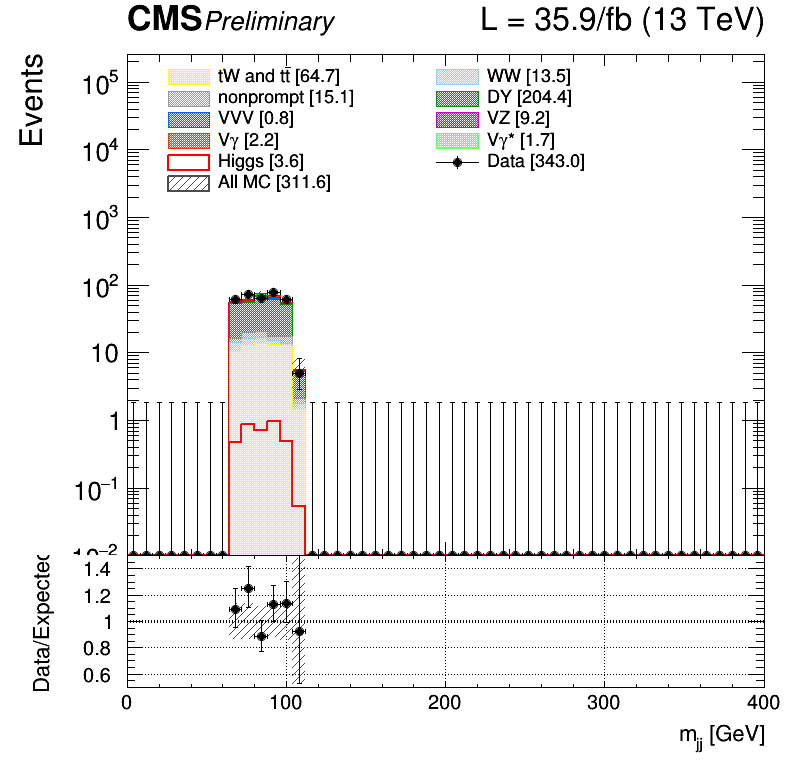 CMS Preliminary L = 35.9/fb (13 TeV)
Events
tW and tt̄ [64.7] WW [13.5]
nonprompt [15.1] DY [204.4]
VVV [0.8] VZ [9.2]
Vγ [2.2] Vγ* [1.7]
Higgs [3.6] Data [343.0]
All MC [311.6]
10⁵
10⁴
10³
10²
10
1
10⁻¹
10⁻²
Data/Expected
1.4
1.2
1
0.8
0.6
0 100 200 300 400
m_jj [GeV]